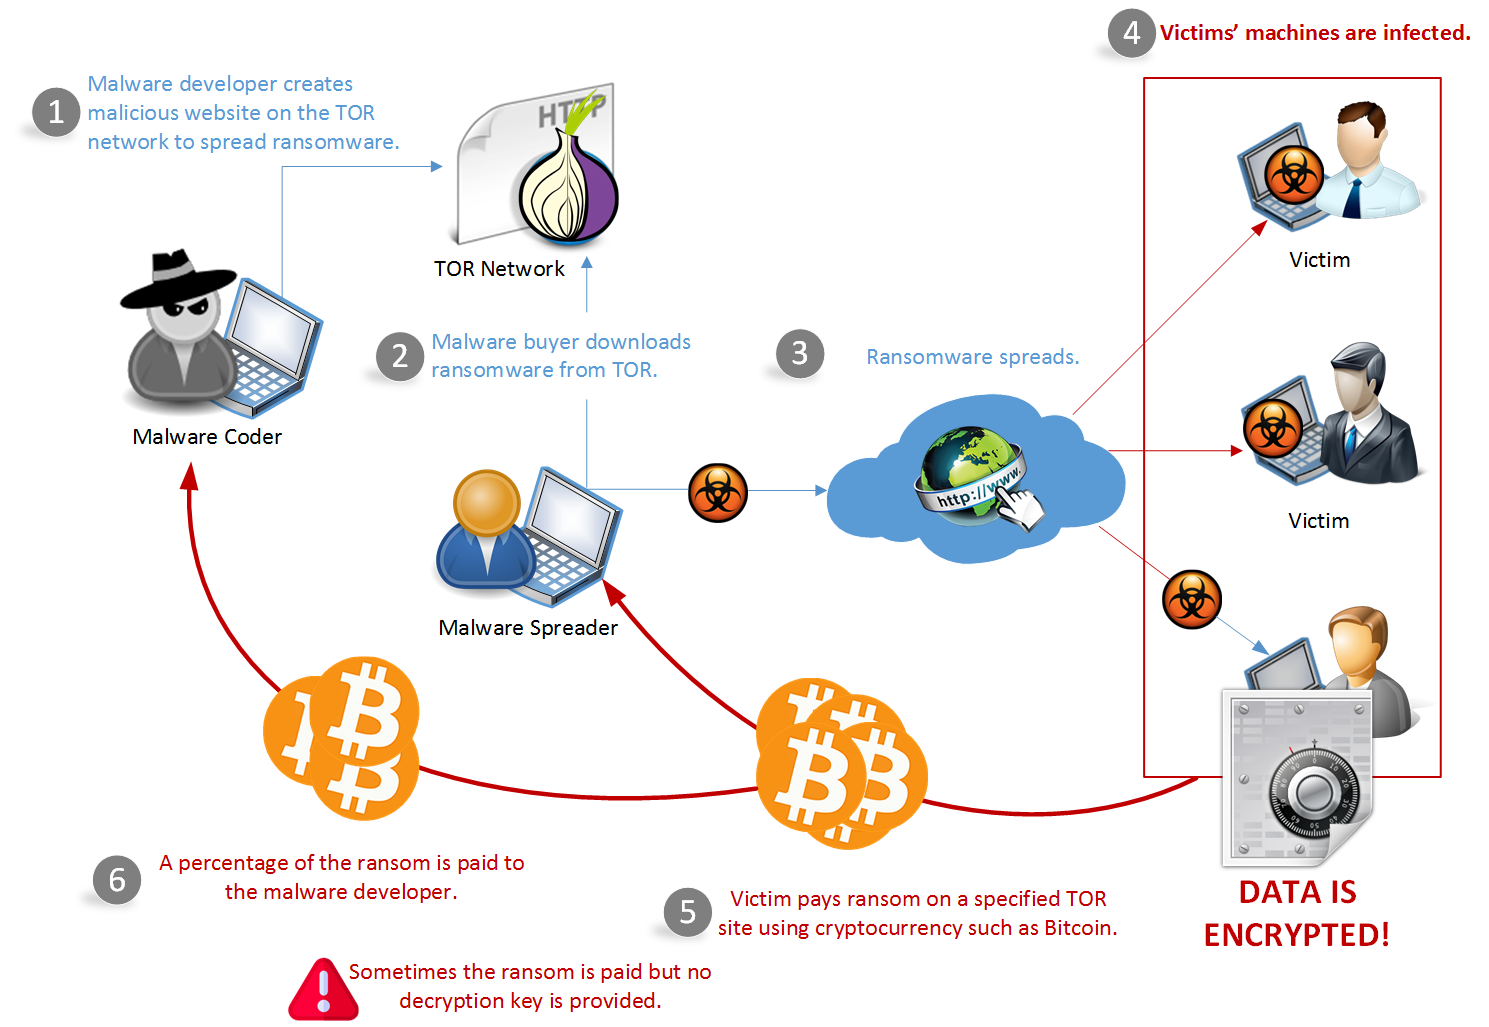 4
Victims’ machines are infected.
1
Malware developer creates
malicious website on the TOR
network to spread ransomware.
HTTP
TOR Network
Victim
Malware Coder
2
Malware buyer downloads
ransomware from TOR.
3
Ransomware spreads.
http://www.
Victim
Malware Spreader
DATA IS
ENCRYPTED!
6
A percentage of the ransom is paid to
the malware developer.
5
Victim pays ransom on a specified TOR
site using cryptocurrency such as Bitcoin.
Sometimes the ransom is paid but no
decryption key is provided.